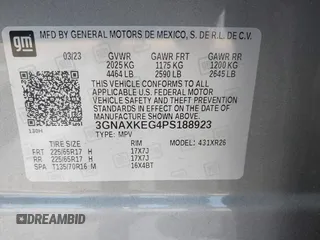 gm
MFD BY GENERAL MOTORS DE MEXICO, S DE R.L. DE C.V.
03/23 GVWR GAWR FRT GAWR RR
2025 KG 1175 KG 1200 KG
4464 LB 2590 LB 2645 LB
THIS VEHICLE CONFORMS TO ALL APPLICABLE
U.S. FEDERAL MOTOR
VEHICLE SAFETY AND THEFT PREVENTION
STANDARDS IN EFFECT ON THE DATE OF
MANUFACTURE SHOWN ABOVE.
3GNAXKEG4PS188923
TYPE: MPV
TIRE SIZE RIM MODEL: 431XR26
FRT 225/65R17 H 17X7J
RR 225/65R17 H 17X7J
SPA T135/70R16 M 16X4BT